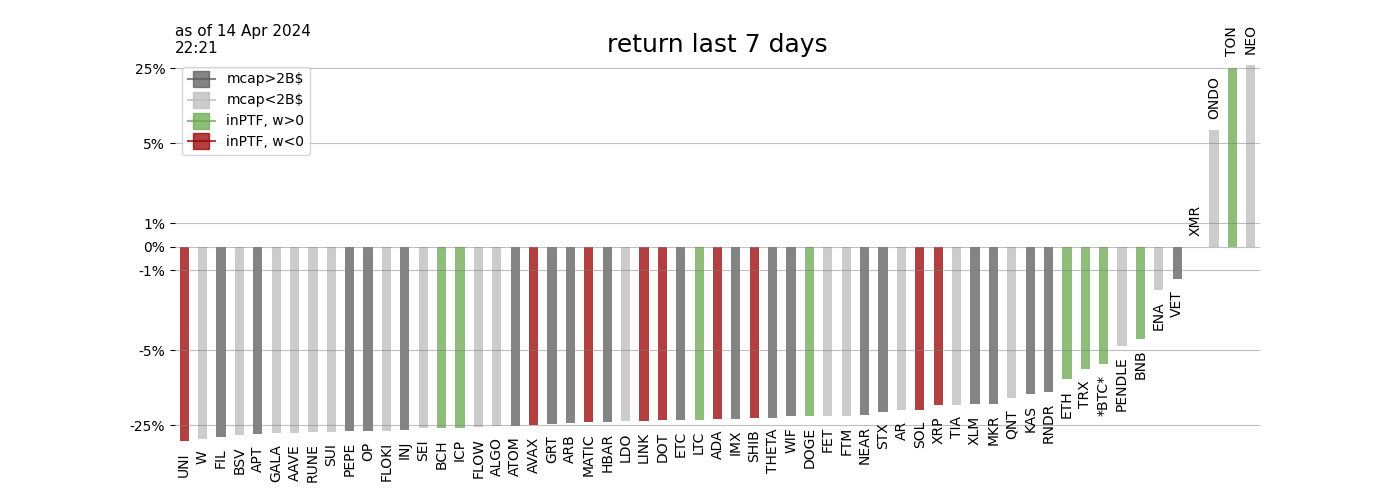 as of 14 Apr 2024
22:21
return last 7 days
mcap>2B$
mcap<2B$
inPTF, w>0
inPTF, w<0
25%
5%
1%
0%
-1%
-5%
-25%
UNI
W
FIL
BSV
APT
GALA
AAVE
RUNE
SUI
PEPE
OP
FLOKI
INJ
SEI
BCH
ICP
FLOW
ALGO
ATOM
AVAX
GRT
ARB
MATIC
HBAR
LDO
LINK
DOT
ETC
LTC
ADA
IMX
SHIB
THETA
WIF
DOGE
FET
FTM
NEAR
STX
AR
SOL
XRP
TIA
XLM
MKR
QNT
KAS
RNDR
ETH
TRX
*BTC*
PENDLE
BNB
ENA
VET
XMR
ONDO
TON
NEO